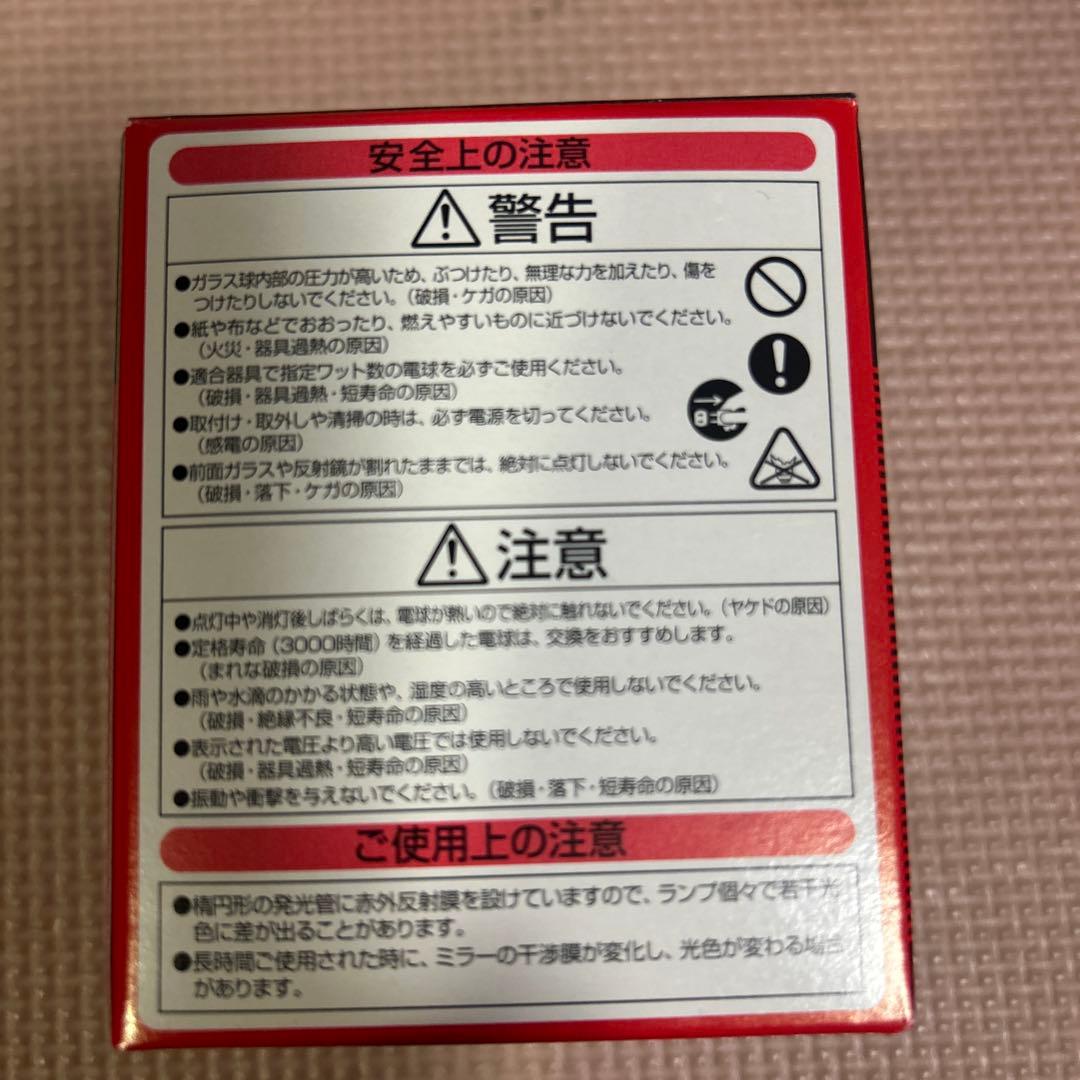 安全上の注意
警告
●ガラス球内部の圧力が高いため、ぶつけたり、無理な力を加えたり、傷を
つけたりしないでください。（破損・ケガの原因）
●紙や布などでおおったり、燃えやすいものに近づけないでください。
（火災・器具過熱の原因）
●適合器具で指定ワット数の電球を必ずご使用ください。
（破損・器具過熱・短寿命の原因）
●取付け・取外しや清掃の時は、必ず電源を切ってください。
（感電の原因）
●前面ガラスや反射鏡が割れたままでは、絶対に点灯しないでください。
（破損・落下・ケガの原因）
注意
●点灯中や消灯後しばらくは、電球が熱いので絶対に触れないでください。（ヤケドの原因）
●定格寿命（3000時間）を経過した電球は、交換をおすすめします。
（まれな破損の原因）
●雨や水滴のかかる状態や、湿度の高いところで使用しないでください。
（破損・絶縁不良・短寿命の原因）
●表示された電圧より高い電圧では使用しないでください。
（破損・器具過熱・短寿命の原因）
●振動や衝撃を与えないでください。（破損・落下・短寿命の原因）
ご使用上の注意
●楕円形の発光管に赤外反射膜を設けていますので、ランプ個々で若干光
色に差が出ることがあります。
●長時間ご使用された時に、ミラーの干渉膜が変化し、光色が変わる場合
があります。